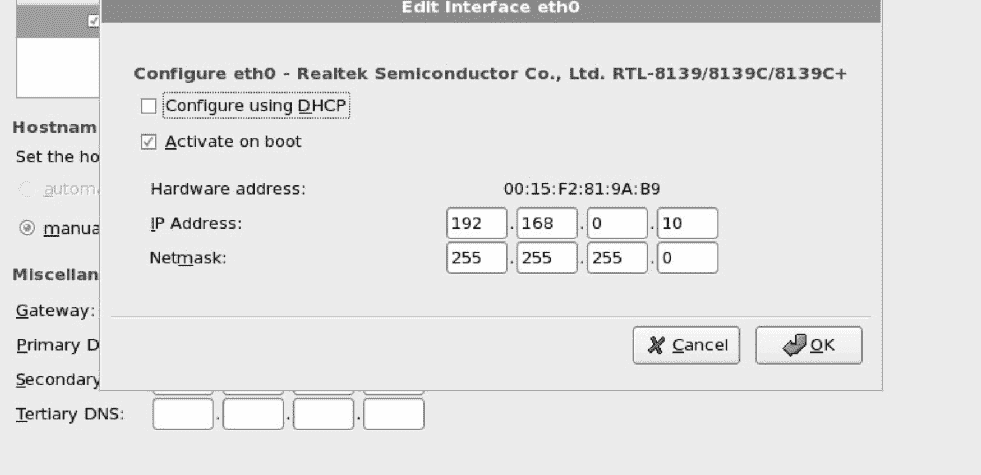 Edit Interface eth0
Configure eth0 - Realtek Semiconductor Co., Ltd. RTL-8139/8139C/8139C+
Configure using DHCP
Hostnam
Activate on boot
Set the ho
automa
Hardware address: 00:15:F2:81:9A:B9
manua
IP Address: 192 . 168 . 0 . 10
Netmask: 255 . 255 . 255 . 0
Miscellan
Gateway:
Primary D
Cancel OK
Secondary
Tertiary DNS: . . .